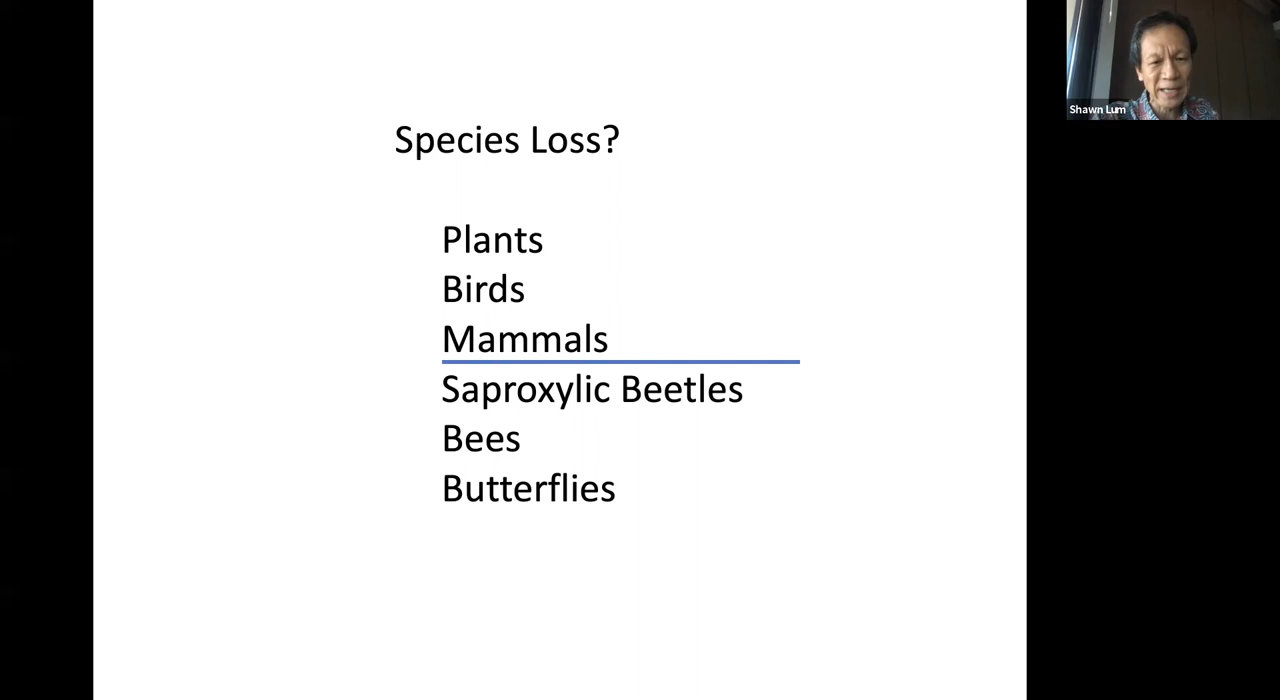 Shawn Lum
Species Loss?
Plants
Birds
Mammals
Saproxylic Beetles
Bees
Butterflies